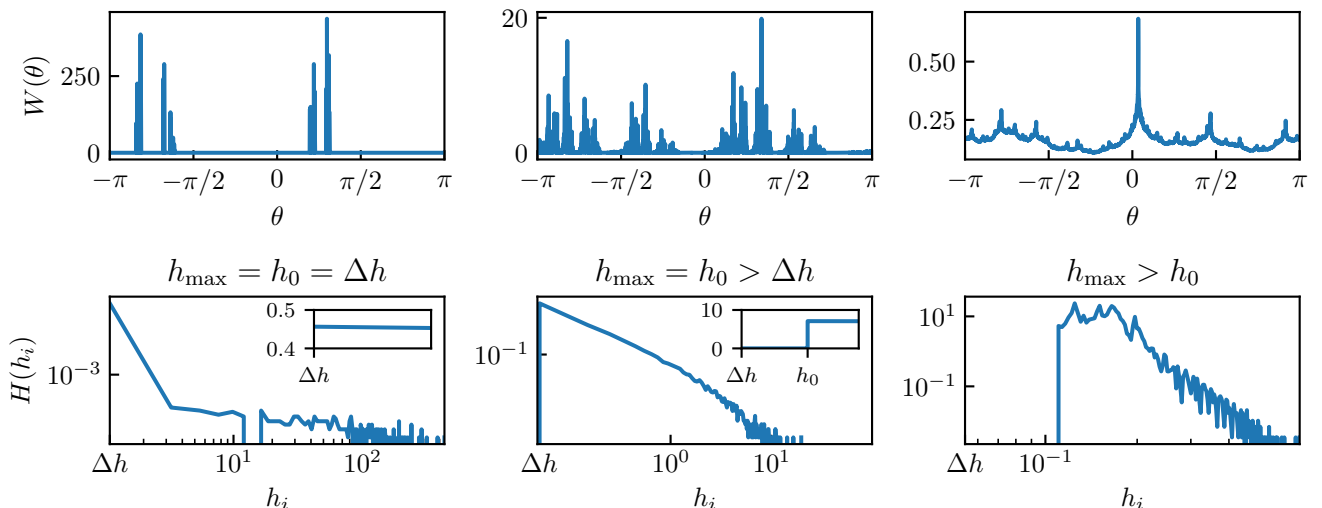 W(θ)
250
0
−π
−π/2
0
π/2
π
θ
20
10
0
−π
−π/2
0
π/2
π
θ
0.50
0.25
−π
−π/2
0
π/2
π
θ
h_max = h_0 = Δh
H(h_i)
10^{-3}
0.5
0.4
Δh
Δh
10^1
10^2
h_i
h_max = h_0 > Δh
10^{-1}
10
0
Δh
h_0
Δh
10^0
10^1
h_i
h_max > h_0
10^1
10^{-1}
Δh
10^{-1}
h_i